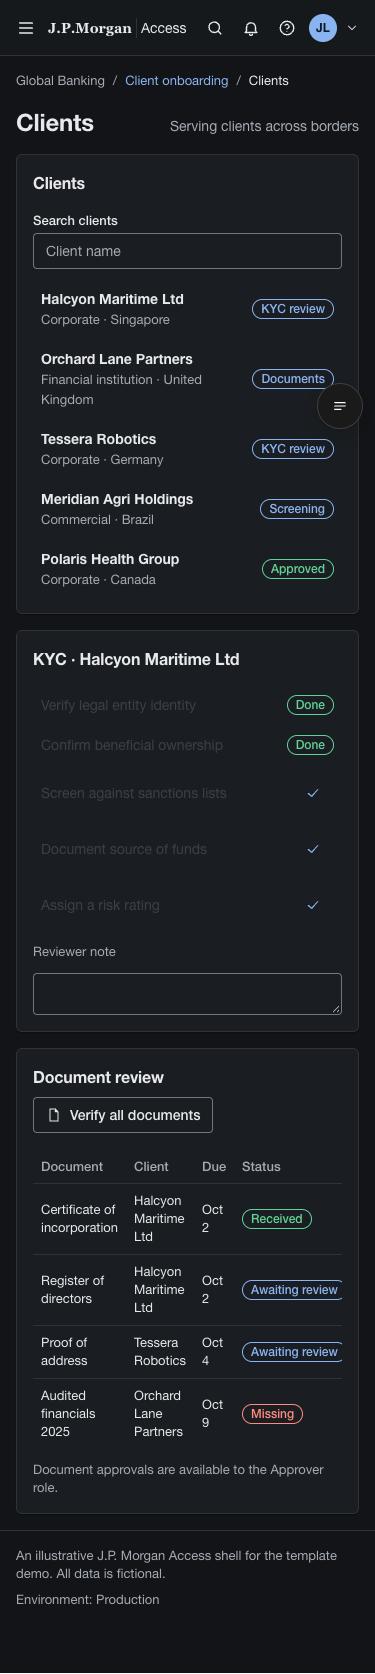 J.P.Morgan Access JL
Global Banking / Client onboarding / Clients
Clients
Serving clients across borders
Clients
Search clients
Client name
Halcyon Maritime Ltd
Corporate · Singapore
KYC review
Orchard Lane Partners
Financial institution · United
Kingdom
Documents
Tessera Robotics
Corporate · Germany
KYC review
Meridian Agri Holdings
Commercial · Brazil
Screening
Polaris Health Group
Corporate · Canada
Approved
KYC · Halcyon Maritime Ltd
Verify legal entity identity Done
Confirm beneficial ownership Done
Screen against sanctions lists
Document source of funds
Assign a risk rating
Reviewer note
Document review
Verify all documents
Document Client Due Status
Certificate of
incorporation
Halcyon
Maritime
Ltd
Oct
2
Received
Register of
directors
Halcyon
Maritime
Ltd
Oct
2
Awaiting review
Proof of
address
Tessera
Robotics
Oct
4
Awaiting review
Audited
financials
2025
Orchard
Lane
Partners
Oct
9
Missing
Document approvals are available to the Approver
role.
An illustrative J.P. Morgan Access shell for the template
demo. All data is fictional.
Environment: Production